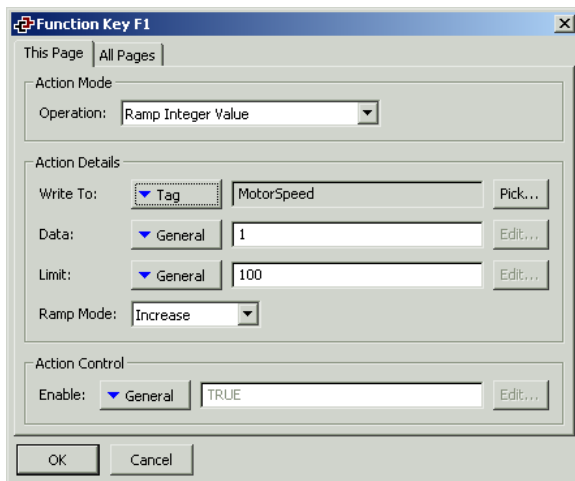 Function Key F1
This Page All Pages
Action Mode
Operation: Ramp Integer Value
Action Details
Write To: Tag MotorSpeed Pick...
Data: General 1 Edit...
Limit: General 100 Edit...
Ramp Mode: Increase
Action Control
Enable: General TRUE Edit...
OK Cancel